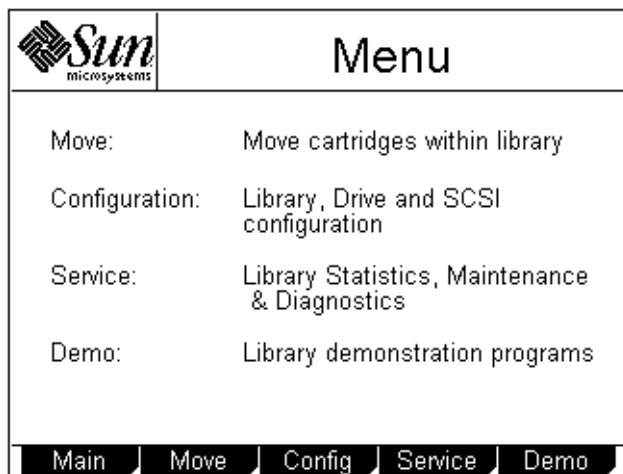 Sun
microsystems
Menu
Move: Move cartridges within library
Configuration: Library, Drive and SCSI
configuration
Service: Library Statistics, Maintenance
& Diagnostics
Demo: Library demonstration programs
Main Move Config Service Demo